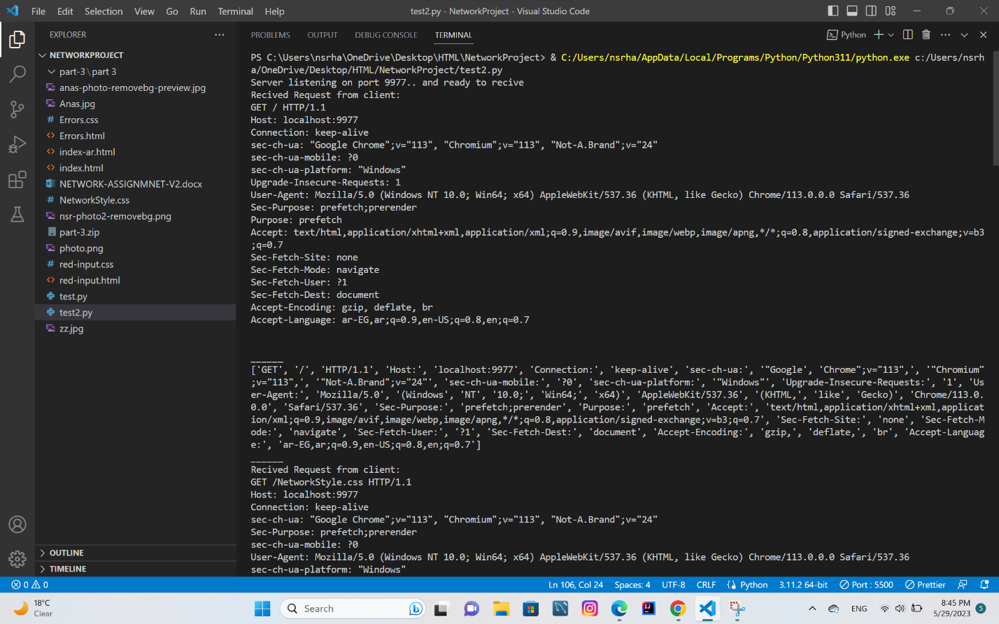 File Edit Selection View Go Run Terminal Help
test2.py - NetworkProject - Visual Studio Code
EXPLORER
NETWORKPROJECT
part-3\part 3
anas-photo-removebg-preview.jpg
Anas.jpg
Errors.css
Errors.html
index-ar.html
index.html
NETWORK-ASSIGNMNET-V2.docx
NetworkStyle.css
nsr-photo2-removebg.png
part-3.zip
photo.png
red-input.css
red-input.html
test.py
test2.py
zz.jpg
OUTLINE
TIMELINE
PROBLEMS OUTPUT DEBUG CONSOLE TERMINAL
Python
PS C:\Users\nsrha\OneDrive\Desktop\HTML\NetworkProject> & C:/Users/nsrha/AppData/Local/Programs/Python/Python311/python.exe c:/Users/nsrh
a/OneDrive/Desktop/HTML/NetworkProject/test2.py
Server listening on port 9977.. and ready to recive
Recived Request from client:
GET / HTTP/1.1
Host: localhost:9977
Connection: keep-alive
sec-ch-ua: "Google Chrome";v="113", "Chromium";v="113", "Not-A.Brand";v="24"
sec-ch-ua-mobile: ?0
sec-ch-ua-platform: "Windows"
Upgrade-Insecure-Requests: 1
User-Agent: Mozilla/5.0 (Windows NT 10.0; Win64; x64) AppleWebKit/537.36 (KHTML, like Gecko) Chrome/113.0.0.0 Safari/537.36
Sec-Purpose: prefetch;prerender
Purpose: prefetch
Accept: text/html,application/xhtml+xml,application/xml;q=0.9,image/avif,image/webp,image/apng,*/*;q=0.8,application/signed-exchange;v=b3
;q=0.7
Sec-Fetch-Site: none
Sec-Fetch-Mode: navigate
Sec-Fetch-User: ?1
Sec-Fetch-Dest: document
Accept-Encoding: gzip, deflate, br
Accept-Language: ar-EG,ar;q=0.9,en-US;q=0.8,en;q=0.7
______
['GET', '/', 'HTTP/1.1', 'Host:', 'localhost:9977', 'Connection:', 'keep-alive', 'sec-ch-ua:', '"Google', 'Chrome";v="113",', '"Chromium"
;v="113",', '"Not-A.Brand";v="24"', 'sec-ch-ua-mobile:', '?0', 'sec-ch-ua-platform:', '"Windows"', 'Upgrade-Insecure-Requests:', '1', 'Us
er-Agent:', 'Mozilla/5.0', '(Windows', 'NT', '10.0;', 'Win64;', 'x64)', 'AppleWebKit/537.36', '(KHTML,', 'like', 'Gecko)', 'Chrome/113.0.
0.0', 'Safari/537.36', 'Sec-Purpose:', 'prefetch;prerender', 'Purpose:', 'prefetch', 'Accept:', 'text/html,application/xhtml+xml,applicat
ion/xml;q=0.9,image/avif,image/webp,image/apng,*/*;q=0.8,application/signed-exchange;v=b3;q=0.7', 'Sec-Fetch-Site:', 'none', 'Sec-Fetch-M
ode:', 'navigate', 'Sec-Fetch-User:', '?1', 'Sec-Fetch-Dest:', 'document', 'Accept-Encoding:', 'gzip,', 'deflate,', 'br', 'Accept-Languag
e:', 'ar-EG,ar;q=0.9,en-US;q=0.8,en;q=0.7']
______
Recived Request from client:
GET /NetworkStyle.css HTTP/1.1
Host: localhost:9977
Connection: keep-alive
sec-ch-ua: "Google Chrome";v="113", "Chromium";v="113", "Not-A.Brand";v="24"
Sec-Purpose: prefetch;prerender
sec-ch-ua-mobile: ?0
User-Agent: Mozilla/5.0 (Windows NT 10.0; Win64; x64) AppleWebKit/537.36 (KHTML, like Gecko) Chrome/113.0.0.0 Safari/537.36
sec-ch-ua-platform: "Windows"
0 0 Ln 106, Col 24 Spaces: 4 UTF-8 CRLF Python 3.11.2 64-bit Port : 5500 Prettier
18°C
Clear
Search
ENG
8:45 PM
5/29/2023
5